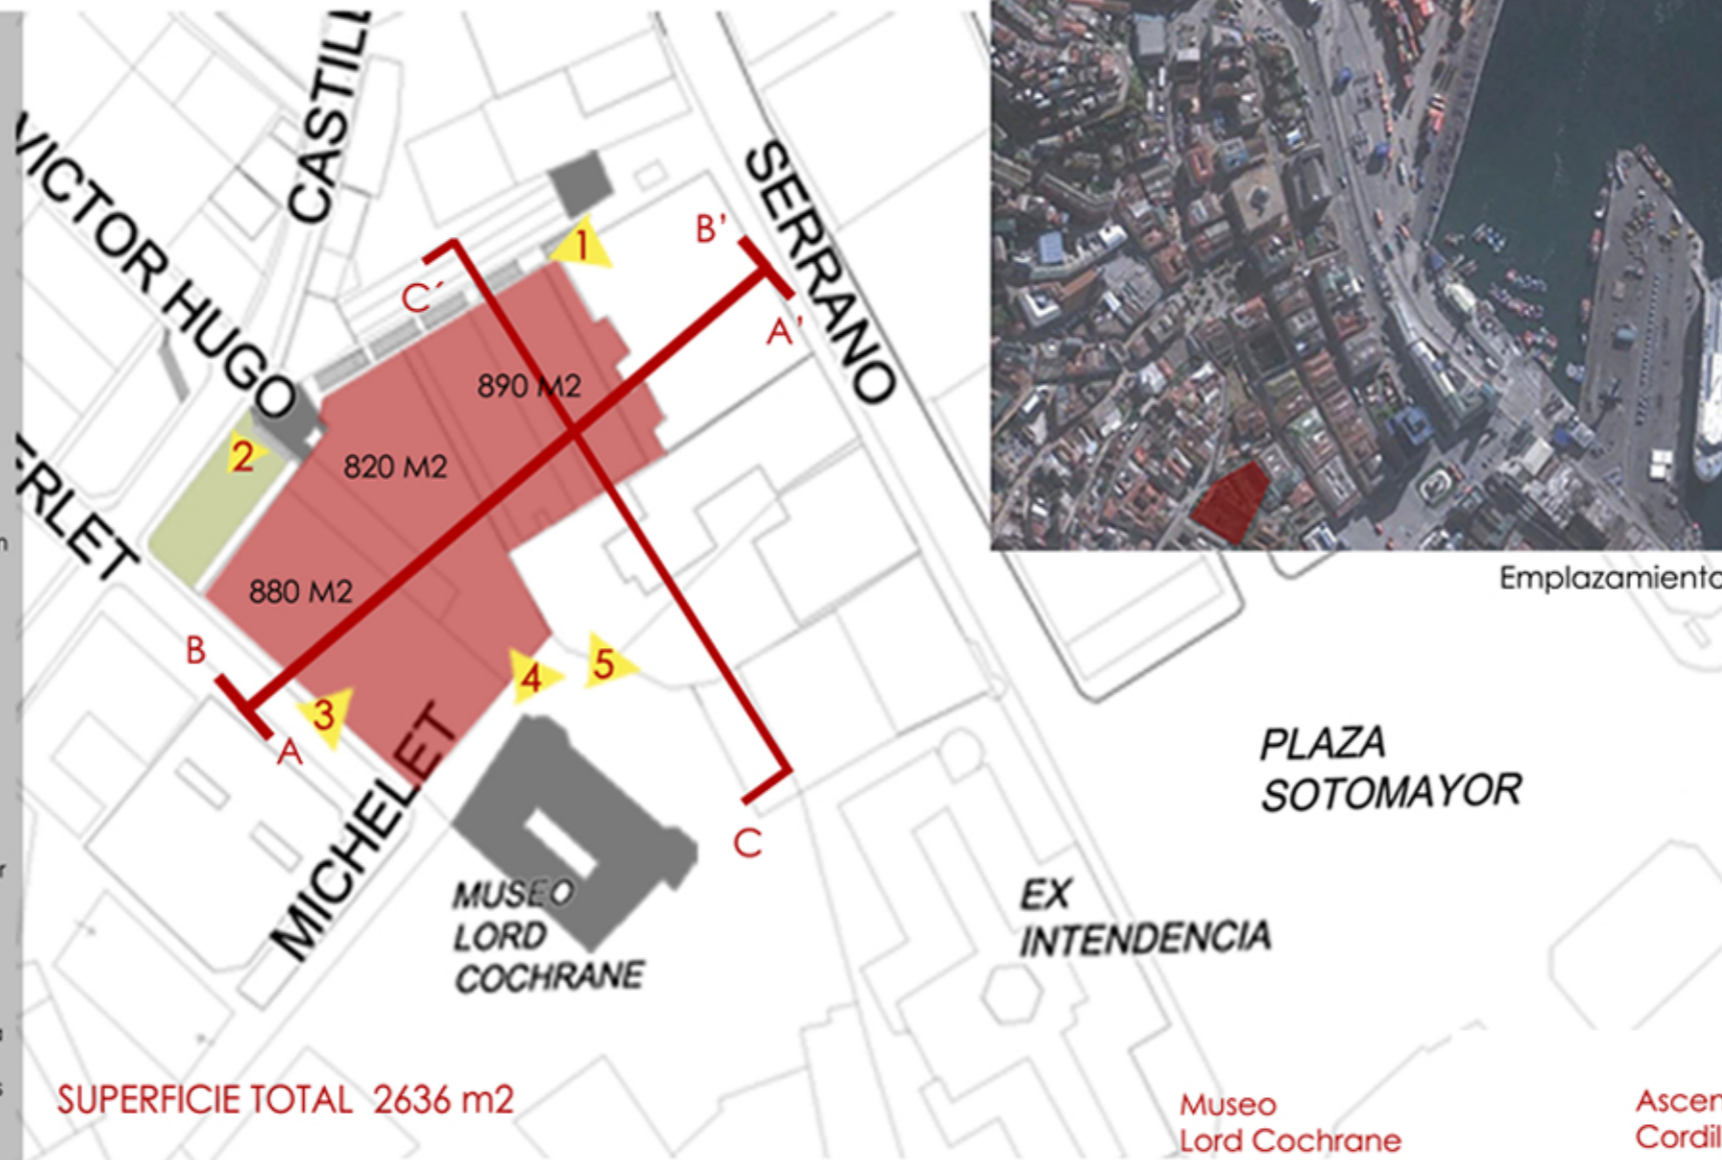 CASTILL
VICTOR HUGO
SERRANO
B’
1
C´
A’
890 M2
2
820 M2
ERLET
Emplazamiento
880 M2
B
5
4
3
A
MICHELET
PLAZA
SOTOMAYOR
C
MUSEO
LORD
COCHRANE
EX
INTENDENCIA
SUPERFICIE TOTAL 2636 m2
Museo
Lord Cochrane
Ascen
Cordil